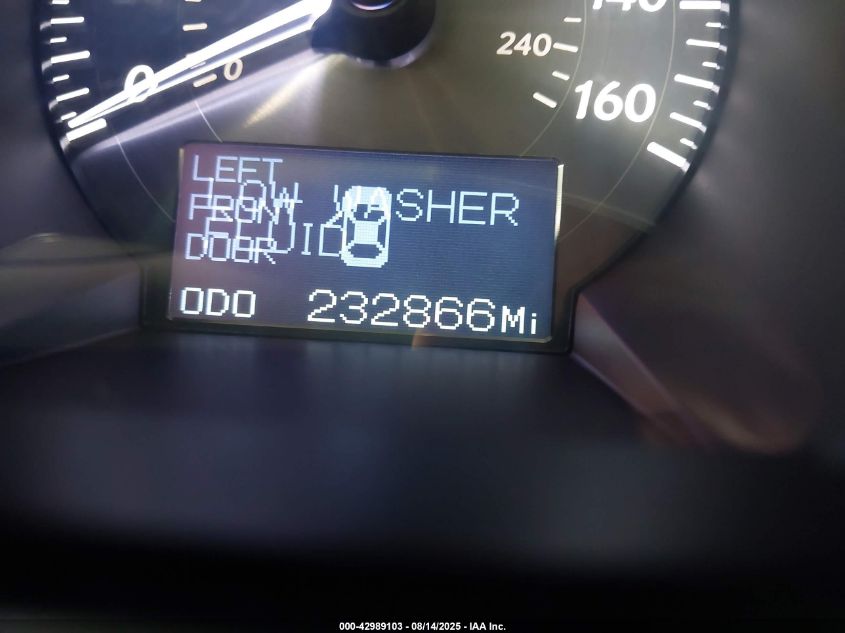 140
240
0
0
160
LEFT
LOW WASHER
FRONT
FLUID
DOOR
ODO 232866Mi
000-42989103 - 08/14/2025 - IAA Inc.